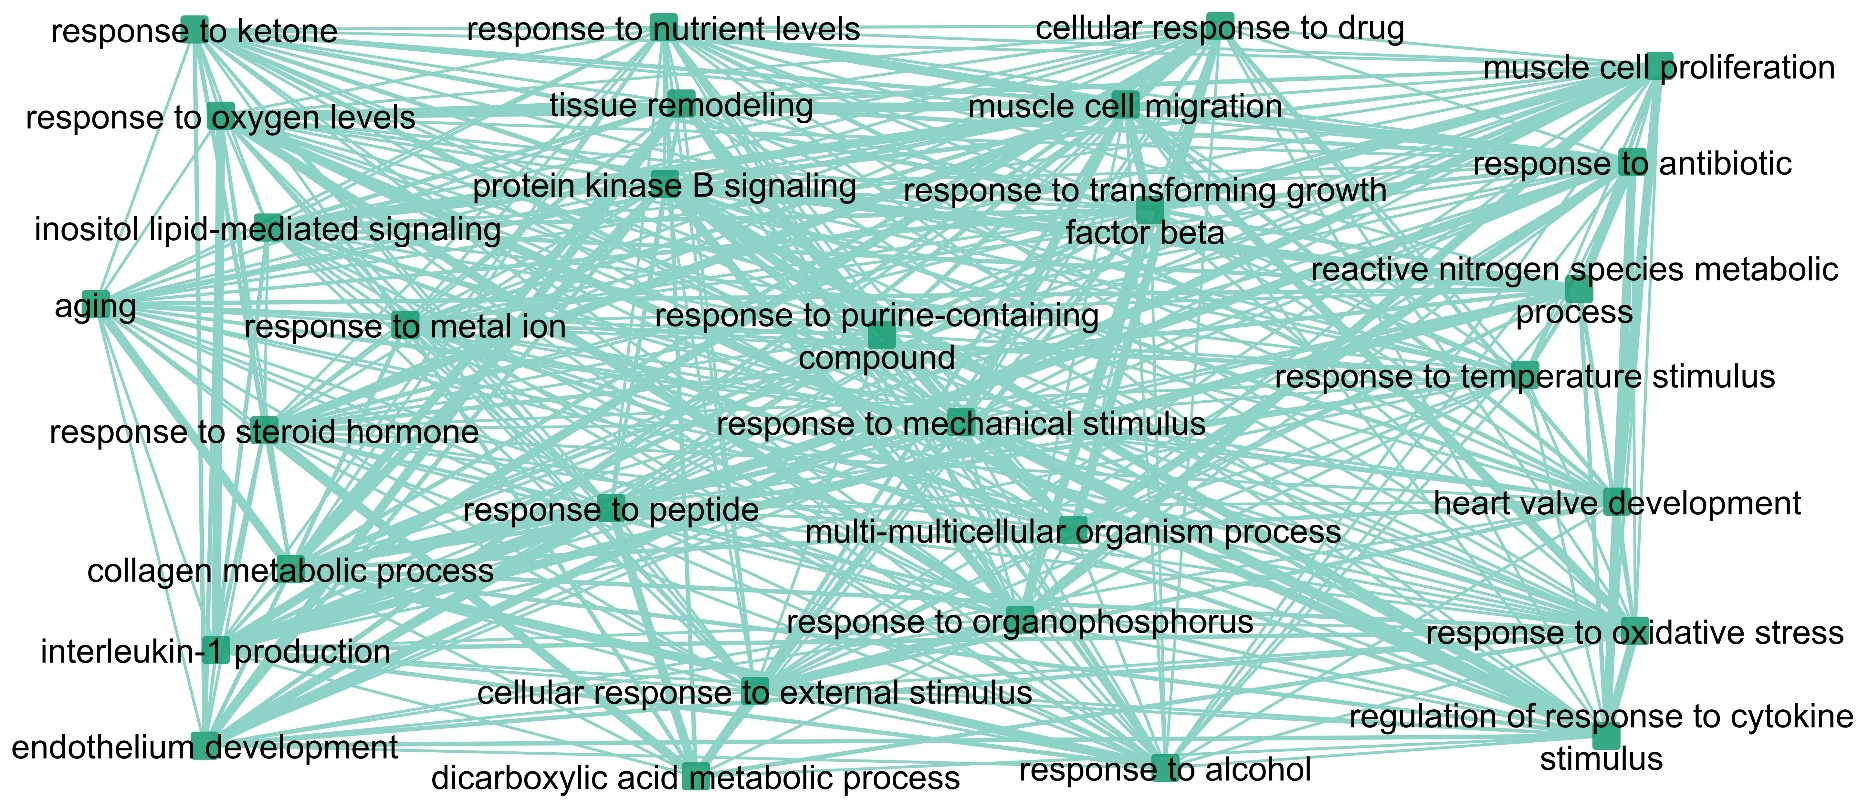 response to ketone
response to nutrient levels
cellular response to drug
muscle cell proliferation
response to oxygen levels
tissue remodeling
muscle cell migration
response to antibiotic
protein kinase B signaling
response to transforming growth
factor beta
inositol lipid-mediated signaling
reactive nitrogen species metabolic
process
aging
response to metal ion
response to purine-containing
compound
response to temperature stimulus
response to steroid hormone
response to mechanical stimulus
response to peptide
multi-multicellular organism process
heart valve development
collagen metabolic process
response to organophosphorus
response to oxidative stress
interleukin-1 production
cellular response to external stimulus
regulation of response to cytokine
stimulus
endothelium development
dicarboxylic acid metabolic process
response to alcohol